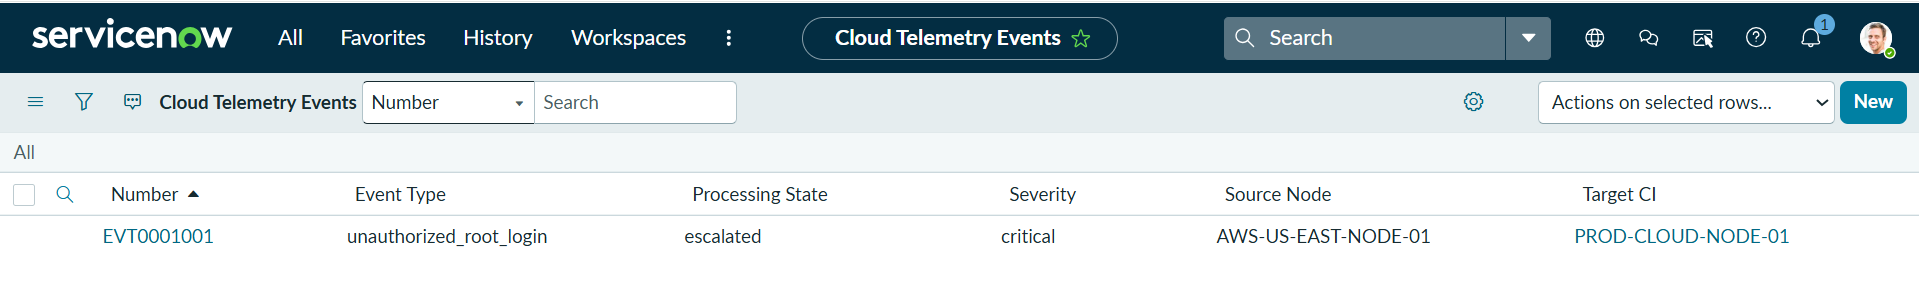 servicenow All Favorites History Workspaces Cloud Telemetry Events Search 1
Cloud Telemetry Events Number Search Actions on selected rows... New
All
Number Event Type Processing State Severity Source Node Target CI
EVT0001001 unauthorized_root_login escalated critical AWS-US-EAST-NODE-01 PROD-CLOUD-NODE-01